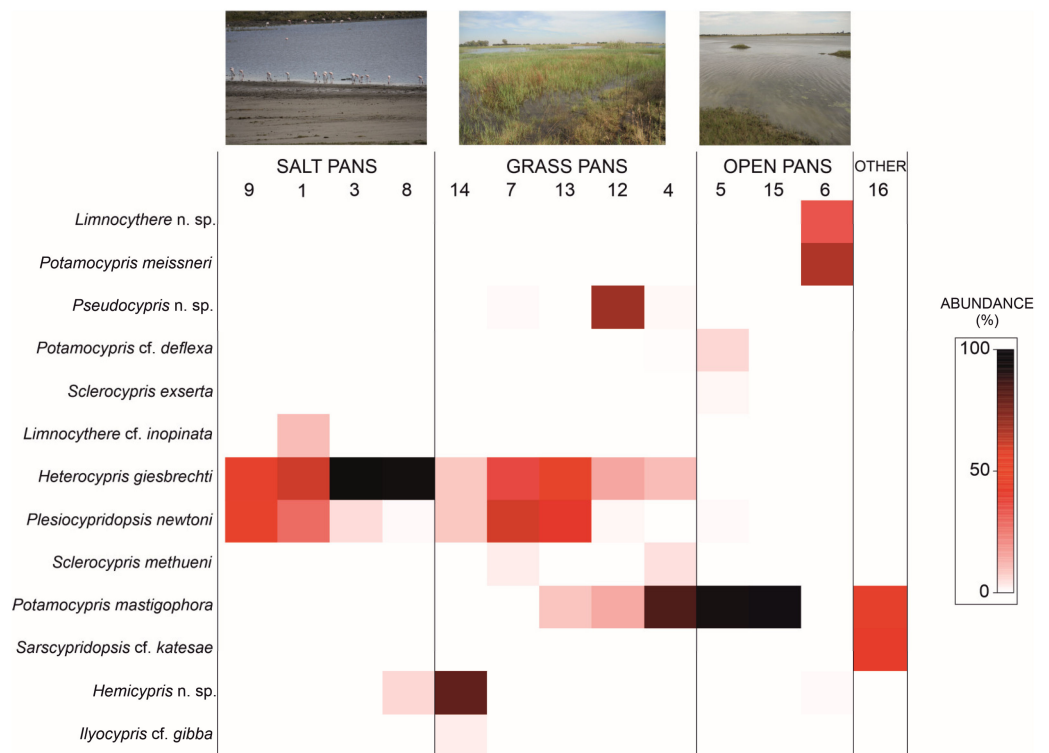 SALT PANS GRASS PANS OPEN PANS OTHER
9 1 3 8 14 7 13 12 4 5 15 6 16
Limnocythere n. sp.
Potamocypris meissneri
Pseudocypris n. sp.
Potamocypris cf. deflexa
Sclerocypris exserta
Limnocythere cf. inopinata
Heterocypris giesbrechti
Plesiocypridopsis newtoni
Sclerocypris methueni
Potamocypris mastigophora
Sarscypridopsis cf. katesae
Hemicypris n. sp.
Ilyocypris cf. gibba
ABUNDANCE
(%)
100
50
0